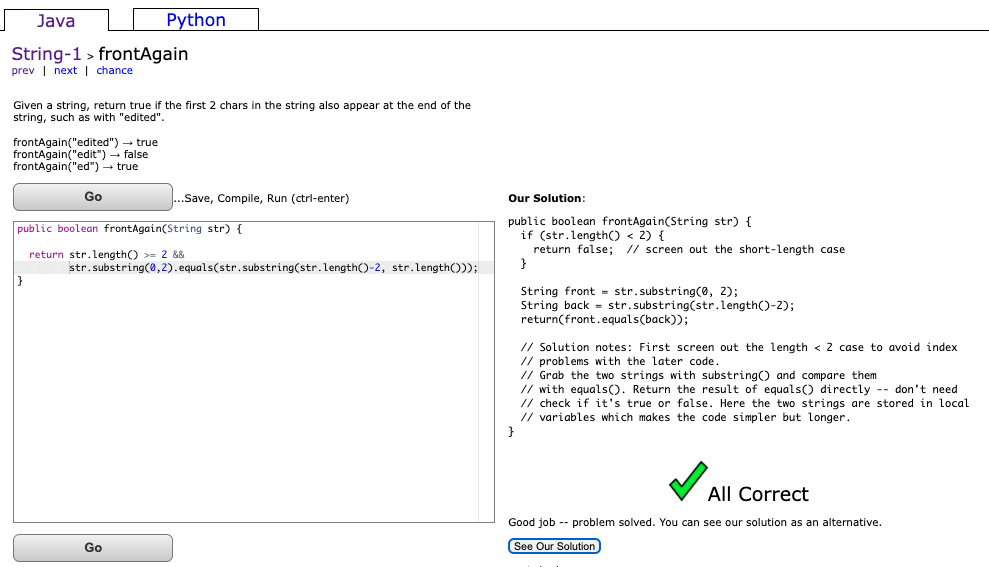 Java
Python
String-1 > frontAgain
prev | next | chance
Given a string, return true if the first 2 chars in the string also appear at the end of the
string, such as with "edited".
frontAgain("edited") → true
frontAgain("edit") → false
frontAgain("ed") → true
Go
...Save, Compile, Run (ctrl-enter)
public boolean frontAgain(String str) {
return str.length() >= 2 &&
str.substring(0,2).equals(str.substring(str.length()-2, str.length()));
}
Go
Our Solution:
public boolean frontAgain(String str) {
if (str.length() < 2) {
return false;  // screen out the short-length case
}
String front = str.substring(0, 2);
String back = str.substring(str.length()-2);
return(front.equals(back));
// Solution notes: First screen out the length < 2 case to avoid index
// problems with the later code.
// Grab the two strings with substring() and compare them
// with equals(). Return the result of equals() directly -- don't need
// check if it's true or false. Here the two strings are stored in local
// variables which makes the code simpler but longer.
}
All Correct
Good job -- problem solved. You can see our solution as an alternative.
See Our Solution